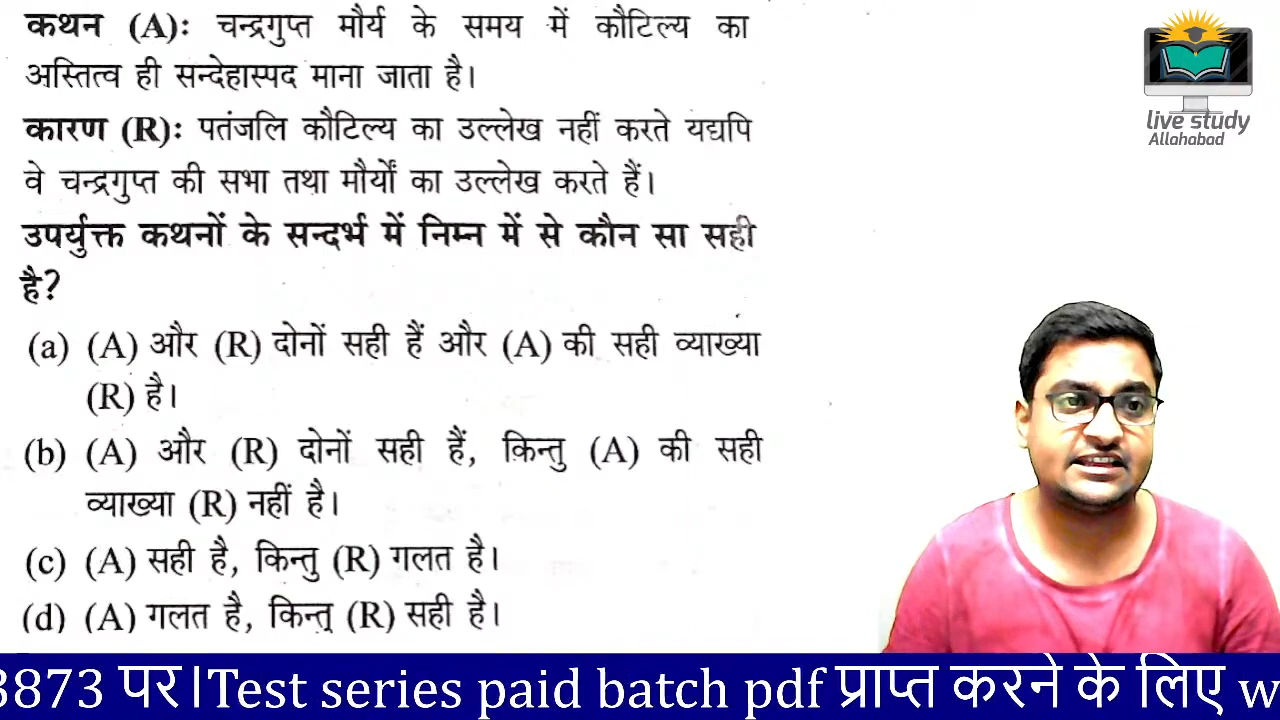 कथन (A): चन्द्रगुप्त मौर्य के समय में कौटिल्य का
अस्तित्व ही सन्देहास्पद माना जाता है।
कारण (R): पतंजलि कौटिल्य का उल्लेख नहीं करते यद्यपि
वे चन्द्रगुप्त की सभा तथा मौर्यों का उल्लेख करते हैं।
उपर्युक्त कथनों के सन्दर्भ में निम्न में से कौन सा सही
है?
(a) (A) और (R) दोनों सही हैं और (A) की सही व्याख्या
(R) है।
(b) (A) और (R) दोनों सही हैं, किन्तु (A) की सही
व्याख्या (R) नहीं है।
(c) (A) सही है, किन्तु (R) गलत है।
(d) (A) गलत है, किन्तु (R) सही है।
live study
Allahabad
3873 पर।Test series paid batch pdf प्राप्त करने के लिए w